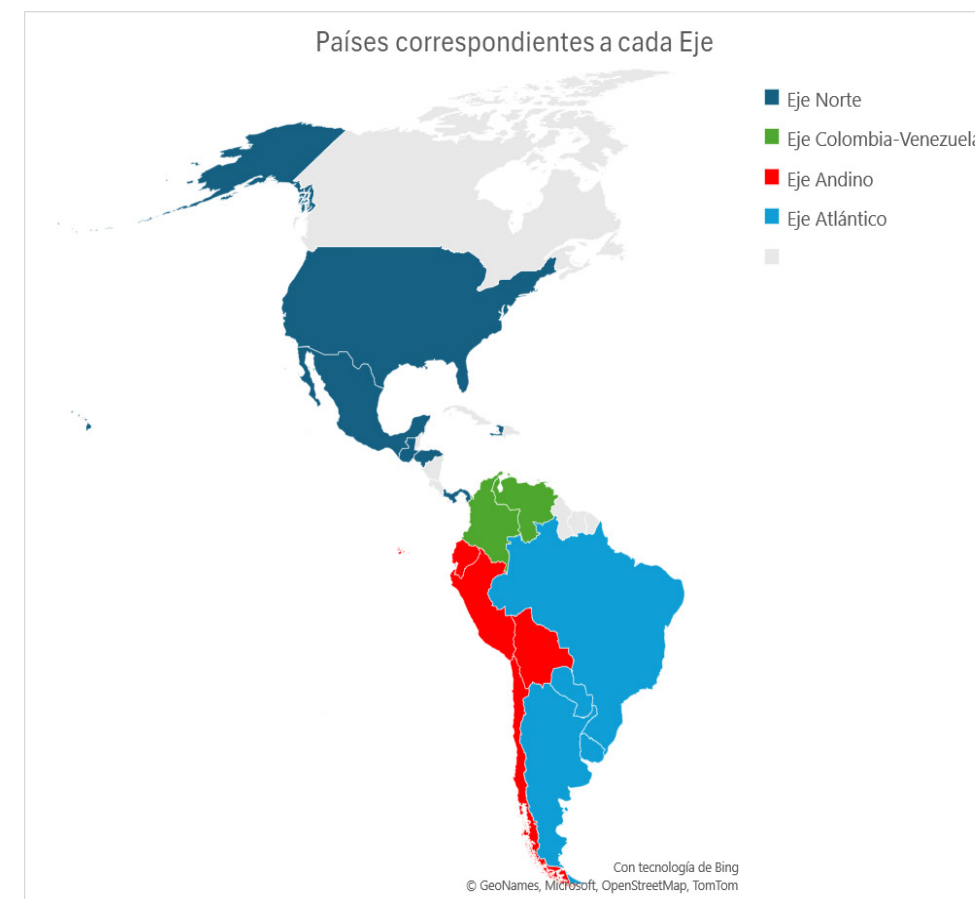 Países correspondientes a cada Eje
Eje Norte
Eje Colombia-Venezuela
Eje Andino
Eje Atlántico
Con tecnología de Bing
© GeoNames, Microsoft, OpenStreetMap, TomTom